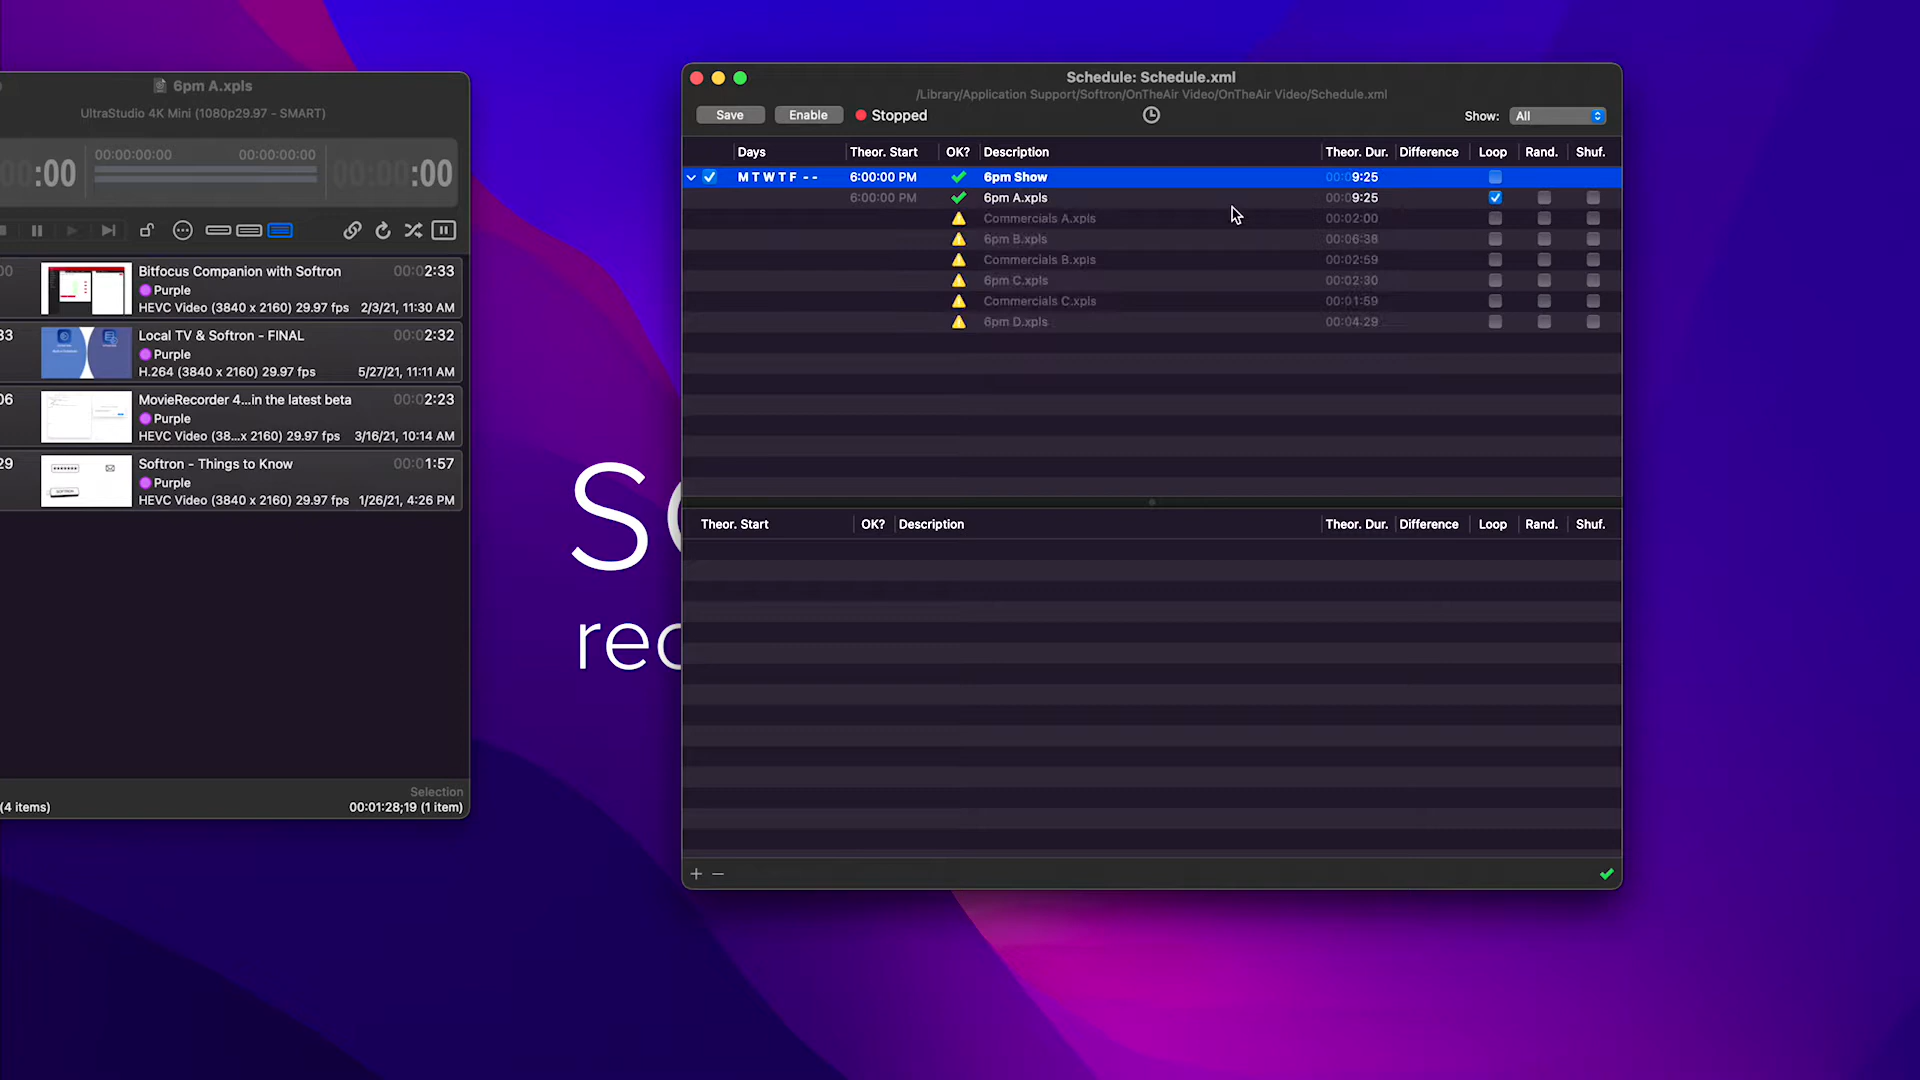 6pm A.xpls
UltraStudio 4K Mini (1080p29.97 - SMART)
00:00:00:00 00:00:00:00
:00 00:00:00:00
00 Bitfocus Companion with Softron 00:02:33
Purple
HEVC Video (3840 x 2160) 29.97 fps 2/3/21, 11:30 AM
33 Local TV & Softron - FINAL 00:02:32
Purple
H.264 (3840 x 2160) 29.97 fps 5/27/21, 11:11 AM
06 MovieRecorder 4...in the latest beta 00:02:23
Purple
HEVC Video (38...x 2160) 29.97 fps 3/16/21, 10:14 AM
29 Softron - Things to Know 00:01:57
Purple
HEVC Video (3840 x 2160) 29.97 fps 1/26/21, 4:26 PM
Selection
(4 items) 00:01:28;19 (1 item)
so
rec
Schedule: Schedule.xml
/Library/Application Support/Softron/OnTheAir Video/OnTheAir Video/Schedule.xml
Save Enable Stopped Show: All
Days Theor. Start OK? Description Theor. Dur. Difference Loop Rand. Shuf.
M T W T F - - 6:00:00 PM 6pm Show 00:09:25
6:00:00 PM 6pm A.xpls 00:09:25
Commercials A.xpls 00:02:00
6pm B.xpls 00:06:38
Commercials B.xpls 00:02:59
6pm C.xpls 00:02:30
Commercials C.xpls 00:01:59
6pm D.xpls 00:04:29
Theor. Start OK? Description Theor. Dur. Difference Loop Rand. Shuf.